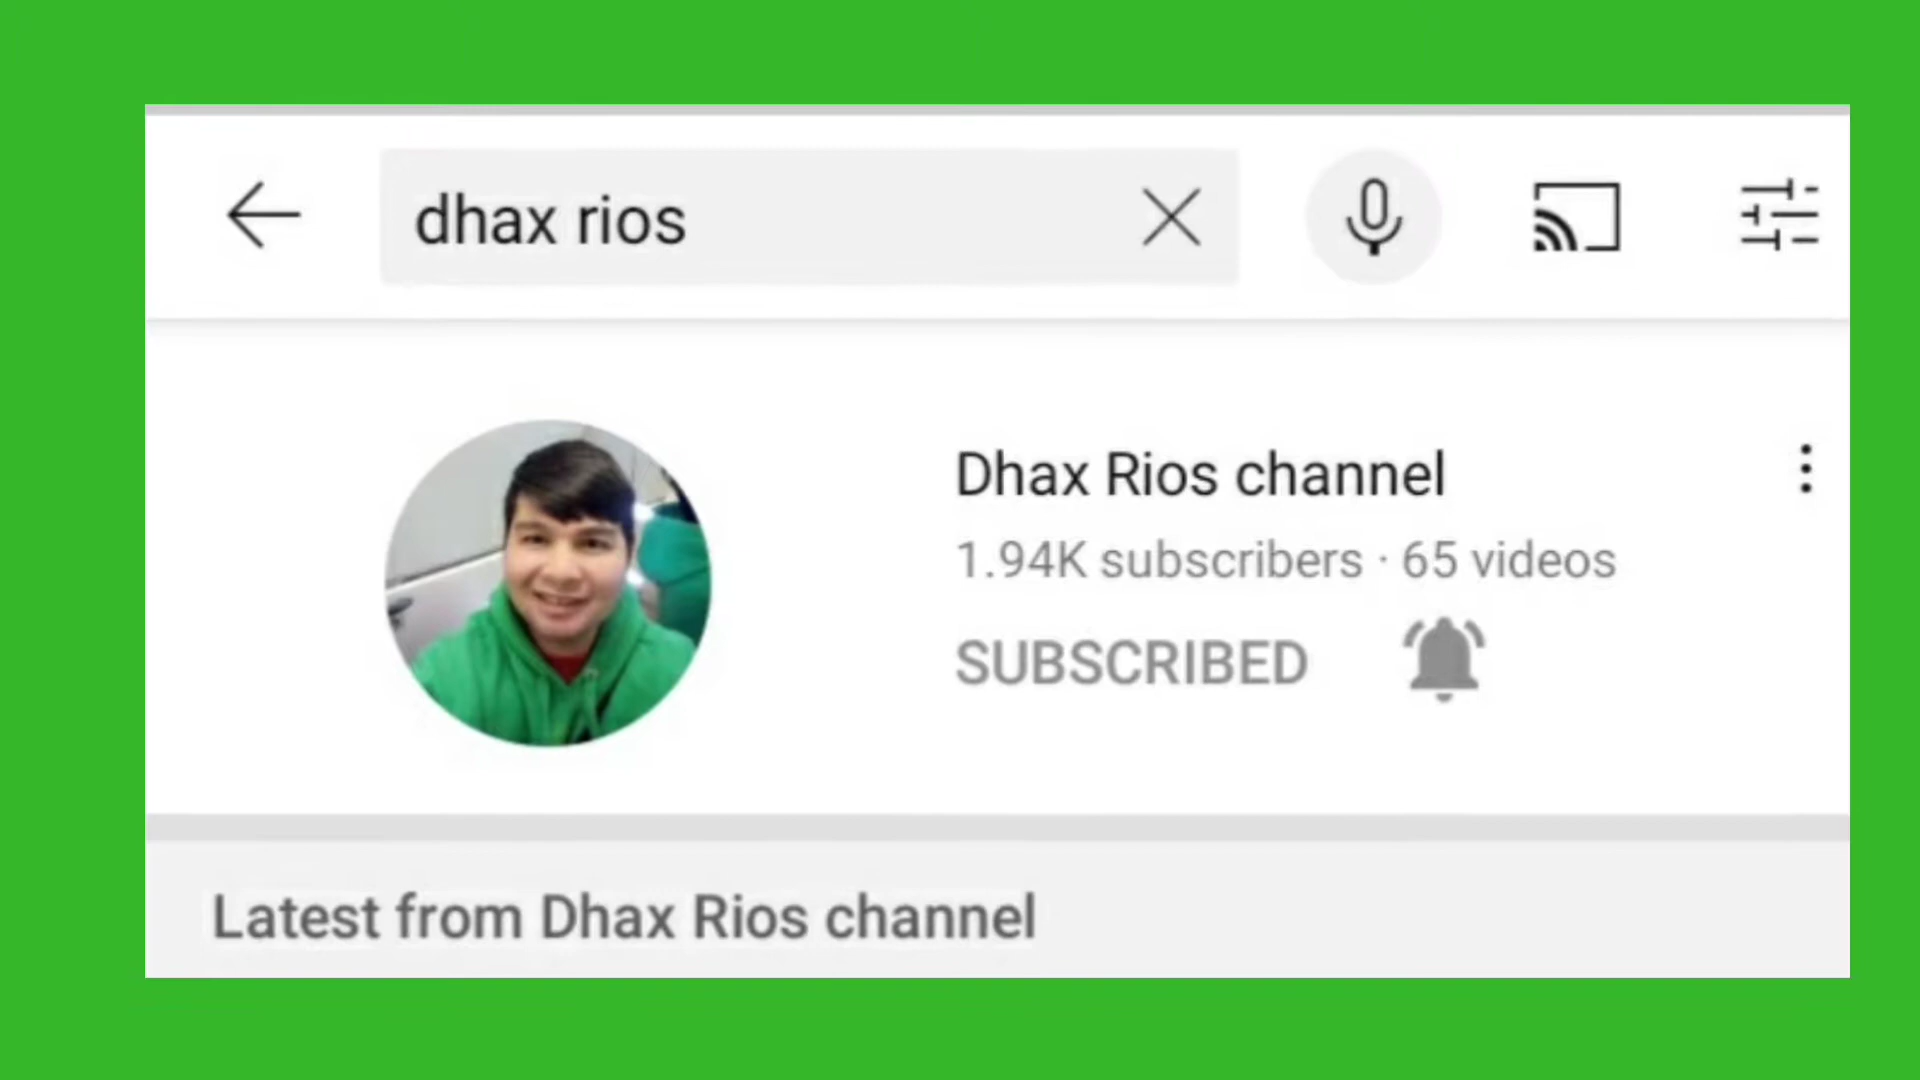 dhax rios
Dhax Rios channel
1.94K subscribers · 65 videos
SUBSCRIBED
Latest from Dhax Rios channel